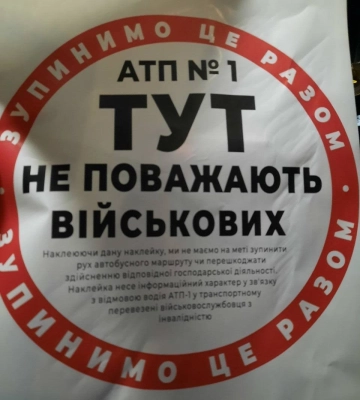 ЗУПИНИМО ЦЕ РАЗОМ
АТП № 1
ТУТ
НЕ ПОВАЖАЮТЬ
ВІЙСЬКОВИХ
Наклеюючи дану наклейку, ми не маємо на меті зупинити
рух автобусного маршруту чи перешкоджати
здійсненню відповідної господарської діяльності.
Наклейка несе інформаційний характер у зв'язку
з відмовою водія АТП-1 у транспортному
перевезені військовослужбовця з
інвалідністю
ЗУПИНИМО ЦЕ РАЗОМ